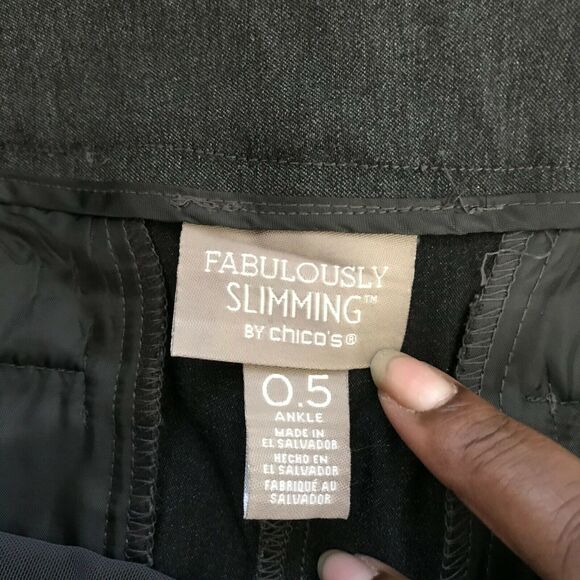 FABULOUSLY
SLIMMING™
BY chico's®
0.5
ANKLE
MADE IN
EL SALVADOR
HECHO EN
EL SALVADOR
FABRIQUÉ AU
SALVADOR